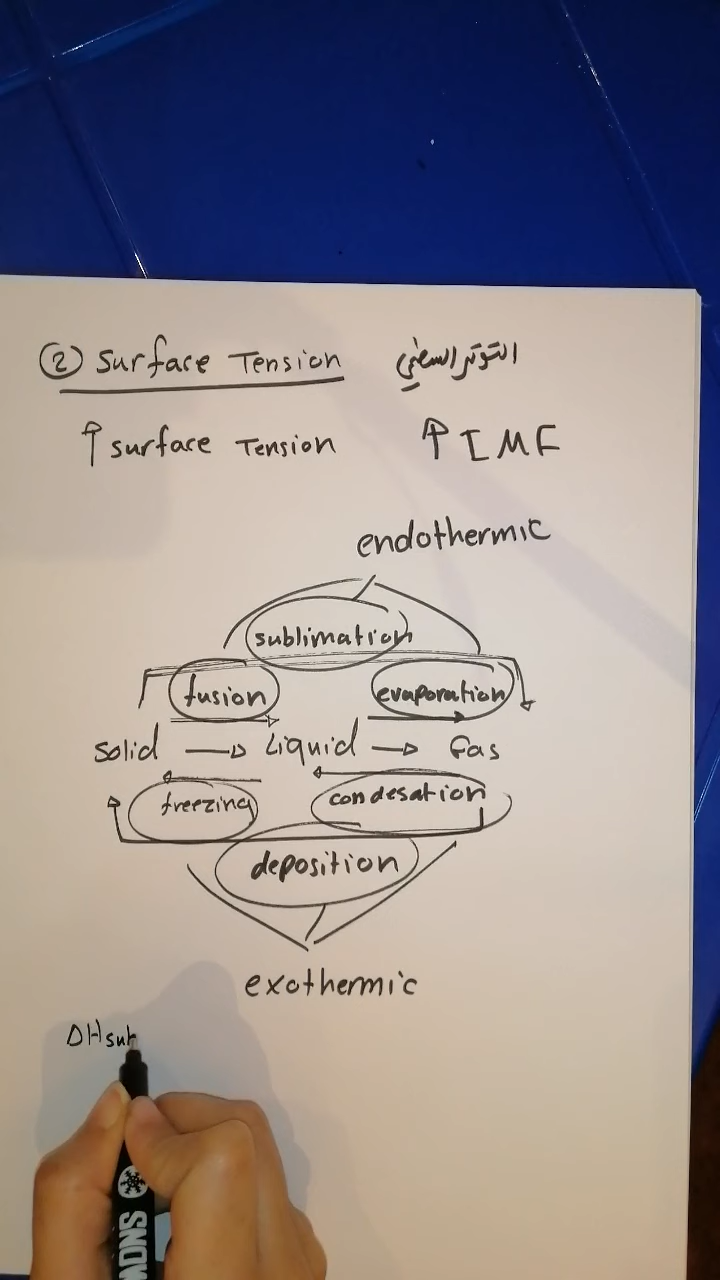 ② Surface Tension التوتر السطحي
↑ surface Tension ↑ IMF
endothermic
sublimation
fusion evaporation
Solid → Liquid → Gas
freezing condesation
deposition
exothermic
ΔHsub